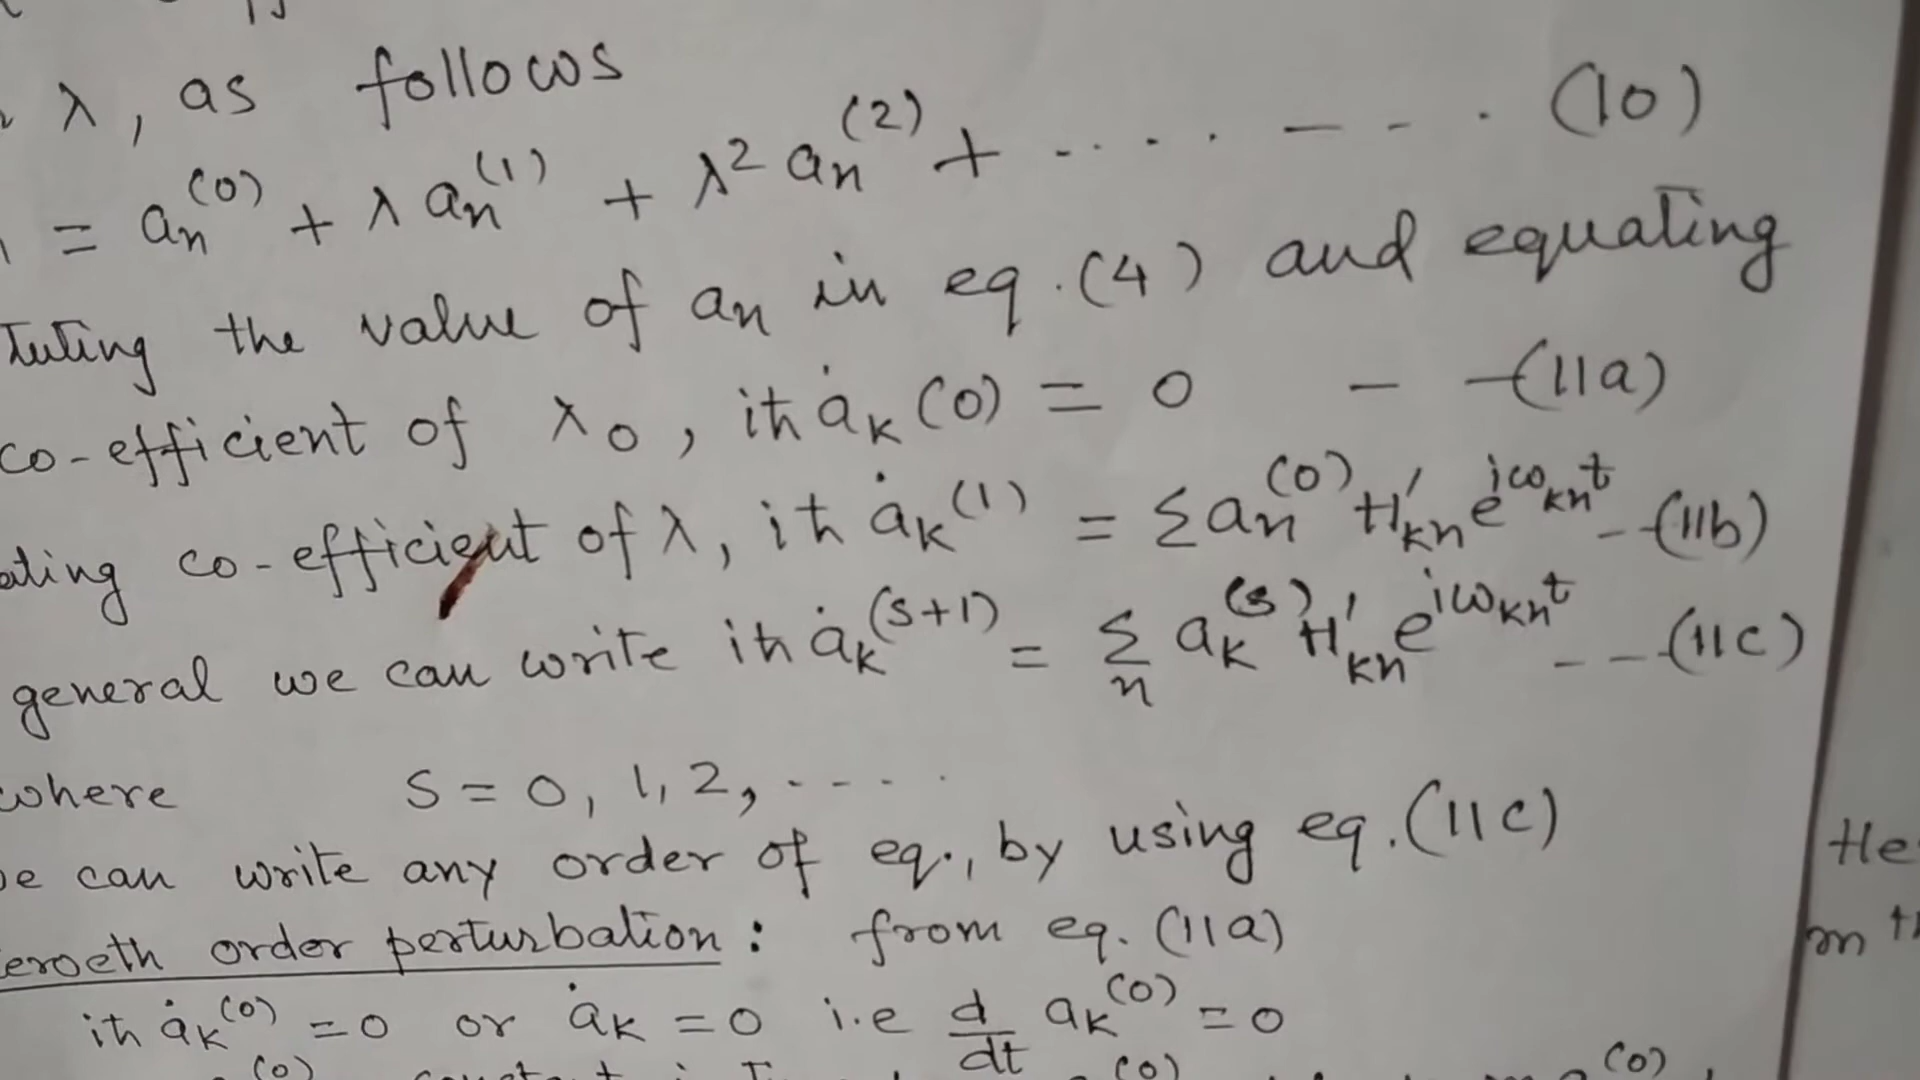 λ, as follows
= an(0) + λ an(1) + λ² an(2) + ........ (10)
tuting the value of an in eq.(4) and equating
co-efficient of λ0, iħ ȧk(0) = 0 - -(11a)
ating co-efficient of λ, iħ ȧk(1) = Σ an(0) H'kn e^iωknt --(11b)
general we can write iħ ȧk(s+1) = Σn ak(s) H'kn e^iωknt ---(11c)
where S = 0, 1, 2, ----
can write any order of eq., by using eq.(11c)
eroeth order perturbation : from eq. (11a)
iħ ȧk(0) = 0 or ȧk = 0 i.e d/dt ak(0) = 0
He
m th